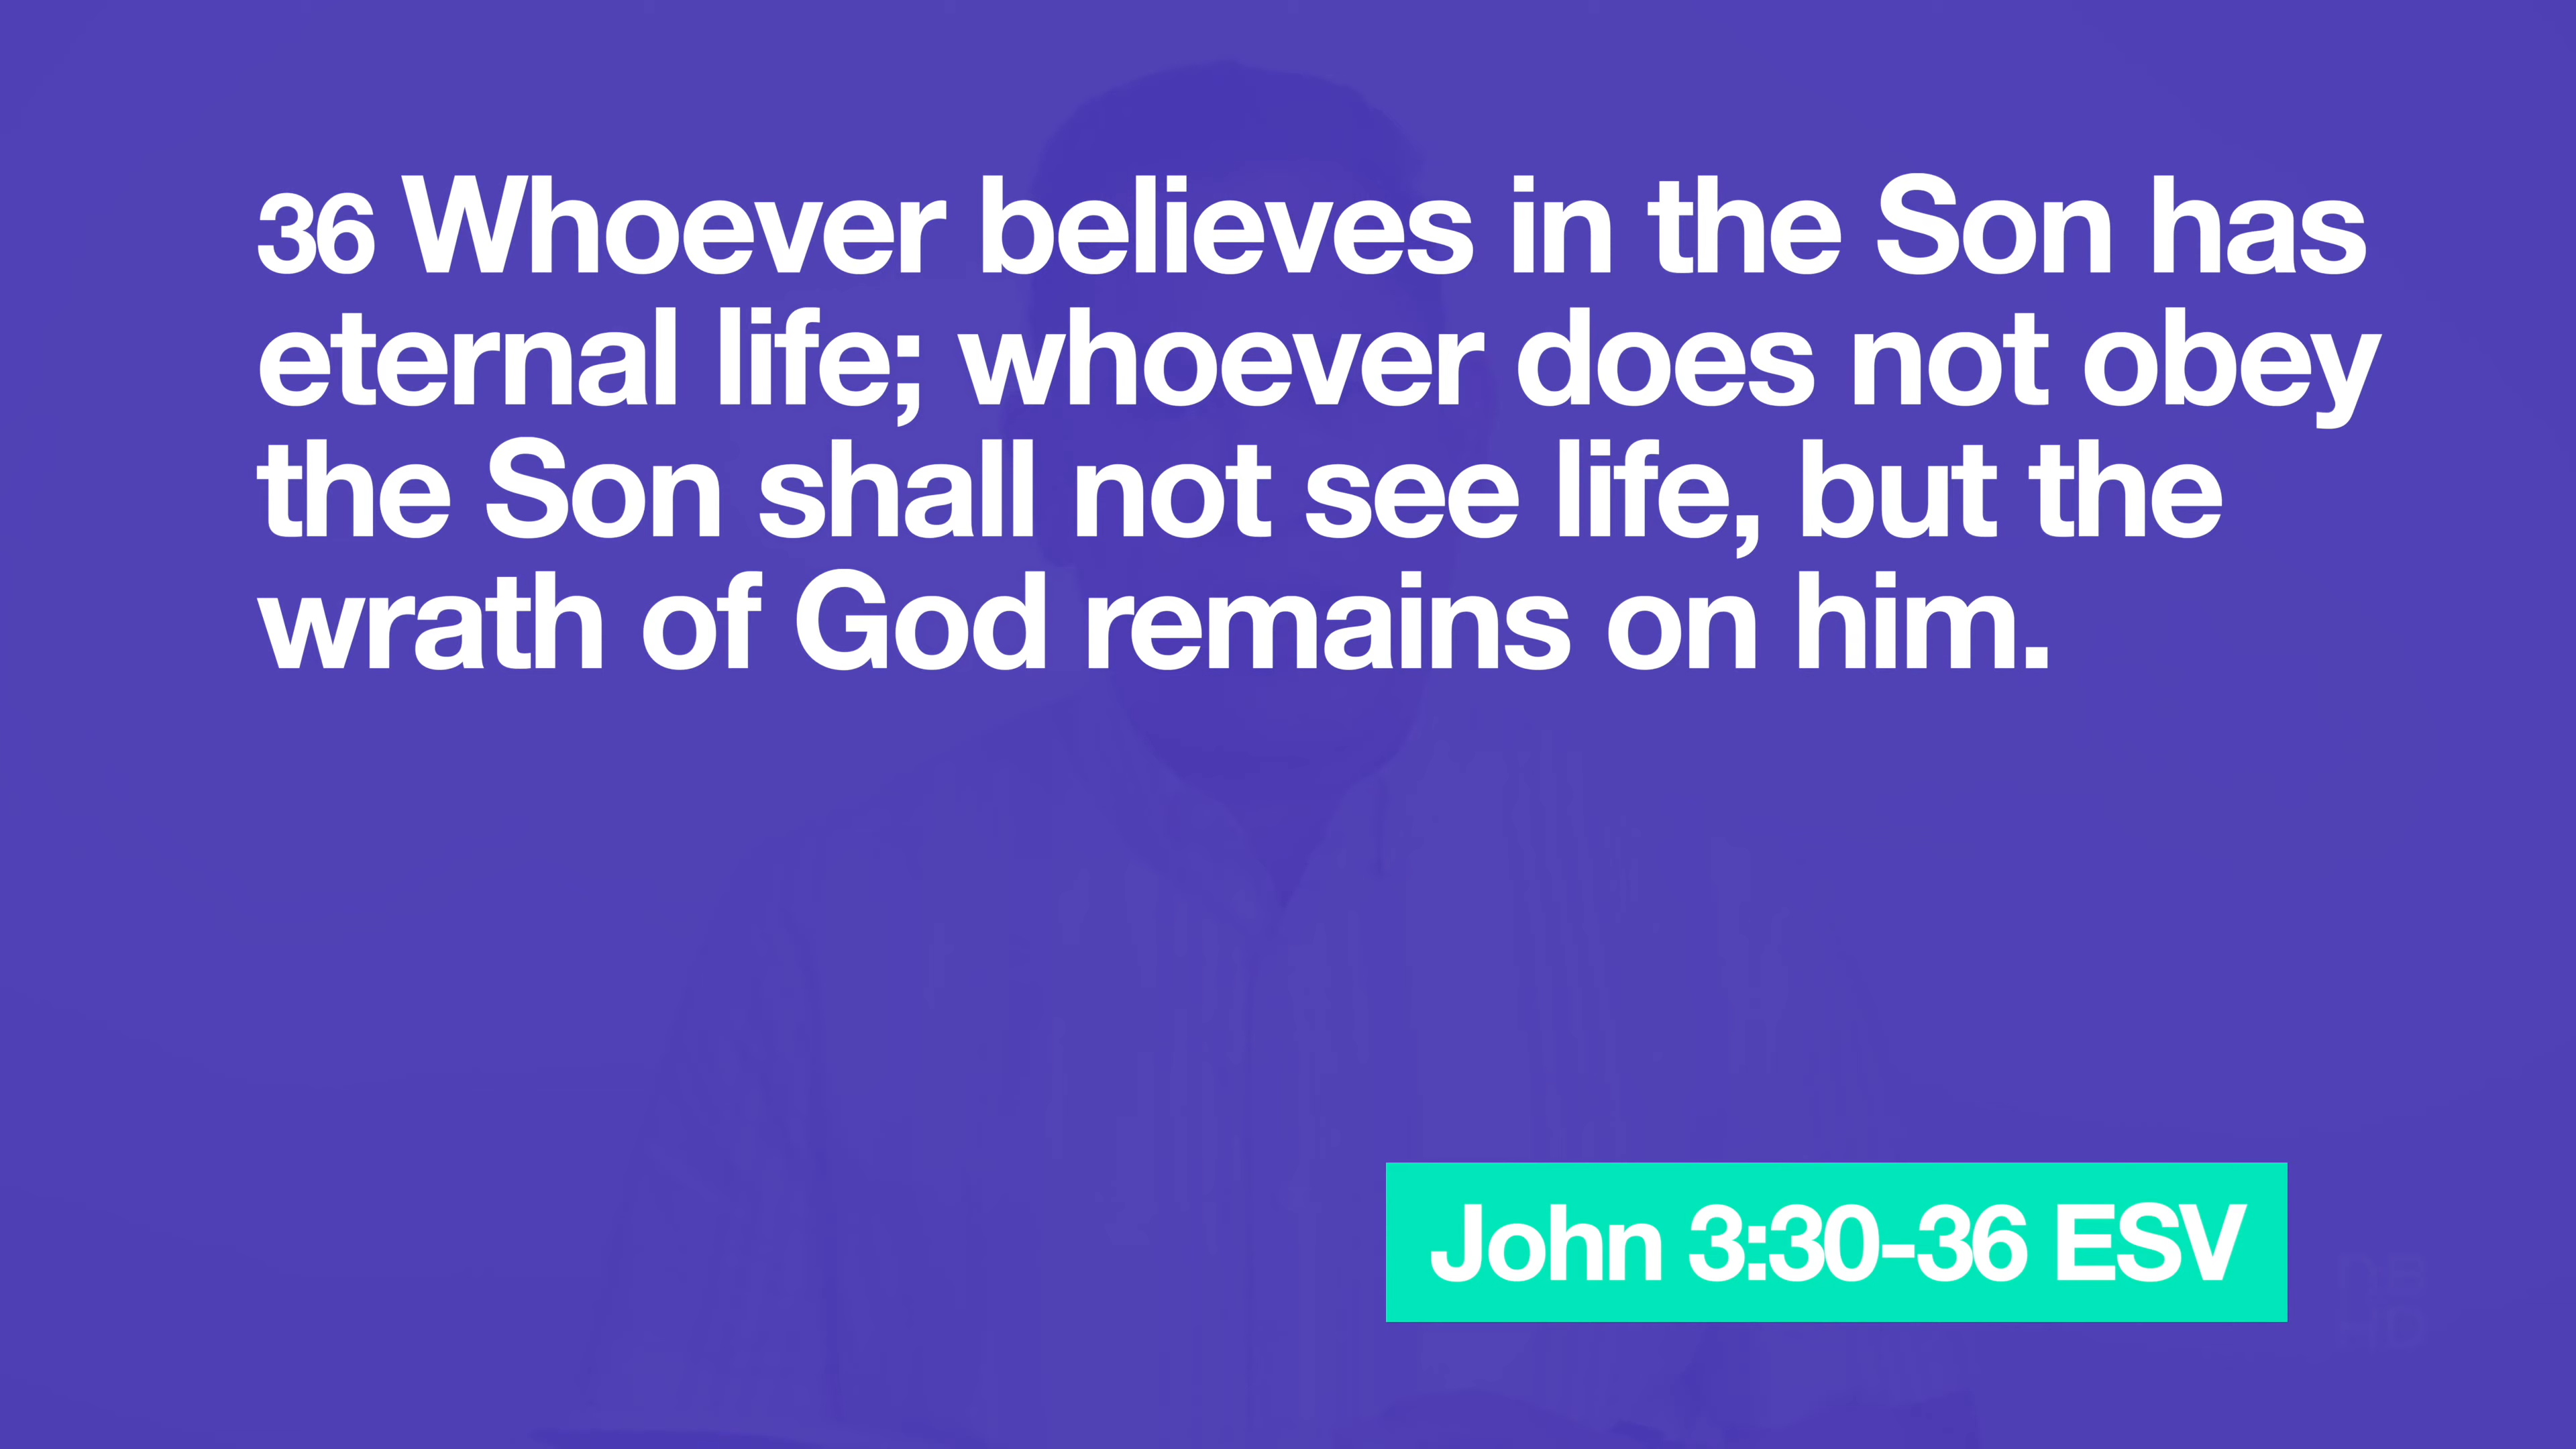 36 Whoever believes in the Son has
eternal life; whoever does not obey
the Son shall not see life, but the
wrath of God remains on him.
John 3:30-36 ESV